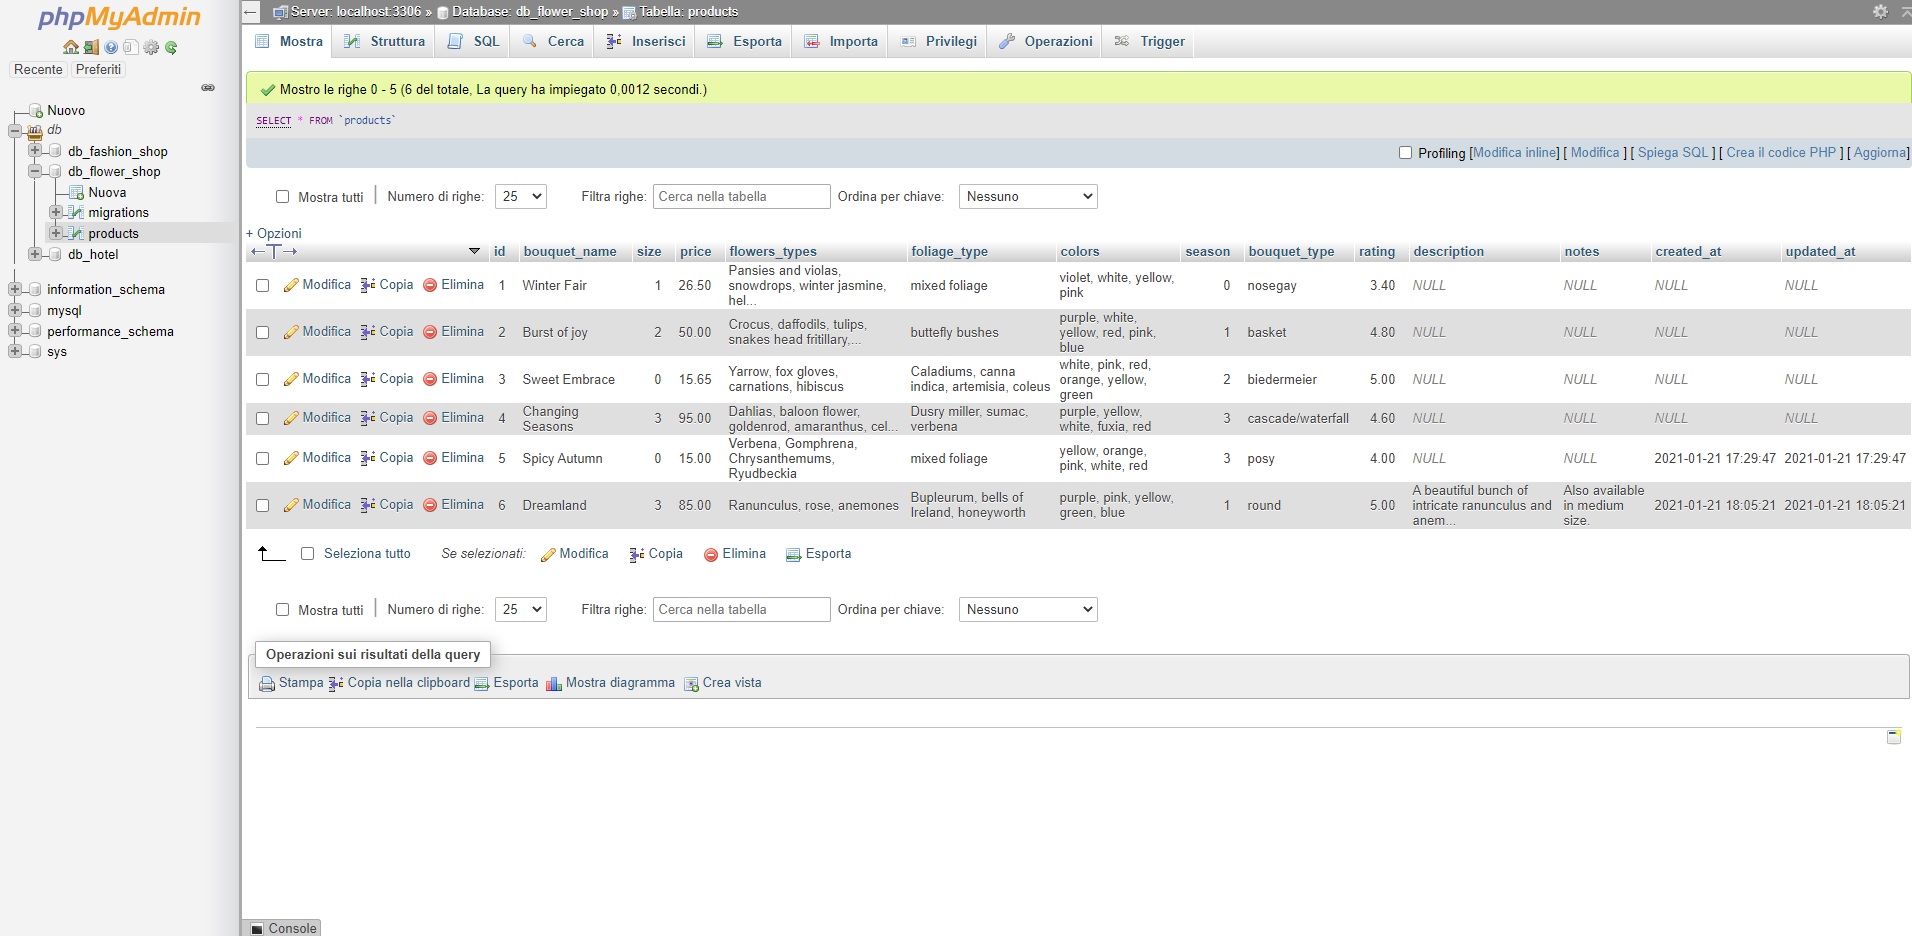 phpMyAdmin
Recente Preferiti
Nuovo
db
db_fashion_shop
db_flower_shop
Nuova
migrations
products
db_hotel
information_schema
mysql
performance_schema
sys
Server: localhost:3306 » Database: db_flower_shop » Tabella: products
Mostra Struttura SQL Cerca Inserisci Esporta Importa Privilegi Operazioni Trigger
Mostro le righe 0 - 5 (6 del totale, La query ha impiegato 0,0012 secondi.)
SELECT * FROM `products`
Profiling [Modifica inline] [ Modifica ] [ Spiega SQL ] [ Crea il codice PHP ] [ Aggiorna]
Mostra tutti | Numero di righe: 25 Filtra righe: Cerca nella tabella Ordina per chiave: Nessuno
+ Opzioni
←T→ id bouquet_name size price flowers_types foliage_type colors season bouquet_type rating description notes created_at updated_at
Modifica Copia Elimina 1 Winter Fair 1 26.50 Pansies and violas, snowdrops, winter jasmine, hel... mixed foliage violet, white, yellow, pink 0 nosegay 3.40 NULL NULL NULL NULL
Modifica Copia Elimina 2 Burst of joy 2 50.00 Crocus, daffodils, tulips, snakes head fritillary,... buttefly bushes purple, white, yellow, red, pink, blue 1 basket 4.80 NULL NULL NULL NULL
Modifica Copia Elimina 3 Sweet Embrace 0 15.65 Yarrow, fox gloves, carnations, hibiscus Caladiums, canna indica, artemisia, coleus white, pink, red, orange, yellow, green 2 biedermeier 5.00 NULL NULL NULL NULL
Modifica Copia Elimina 4 Changing Seasons 3 95.00 Dahlias, baloon flower, goldenrod, amaranthus, cel... Dusry miller, sumac, verbena purple, yellow, white, fuxia, red 3 cascade/waterfall 4.60 NULL NULL NULL NULL
Modifica Copia Elimina 5 Spicy Autumn 0 15.00 Verbena, Gomphrena, Chrysanthemums, Ryudbeckia mixed foliage yellow, orange, pink, white, red 3 posy 4.00 NULL NULL 2021-01-21 17:29:47 2021-01-21 17:29:47
Modifica Copia Elimina 6 Dreamland 3 85.00 Ranunculus, rose, anemones Bupleurum, bells of Ireland, honeyworth purple, pink, yellow, green, blue 1 round 5.00 A beautiful bunch of intricate ranunculus and anem... Also available in medium size. 2021-01-21 18:05:21 2021-01-21 18:05:21
Seleziona tutto Se selezionati: Modifica Copia Elimina Esporta
Mostra tutti | Numero di righe: 25 Filtra righe: Cerca nella tabella Ordina per chiave: Nessuno
Operazioni sui risultati della query
Stampa Copia nella clipboard Esporta Mostra diagramma Crea vista
Console